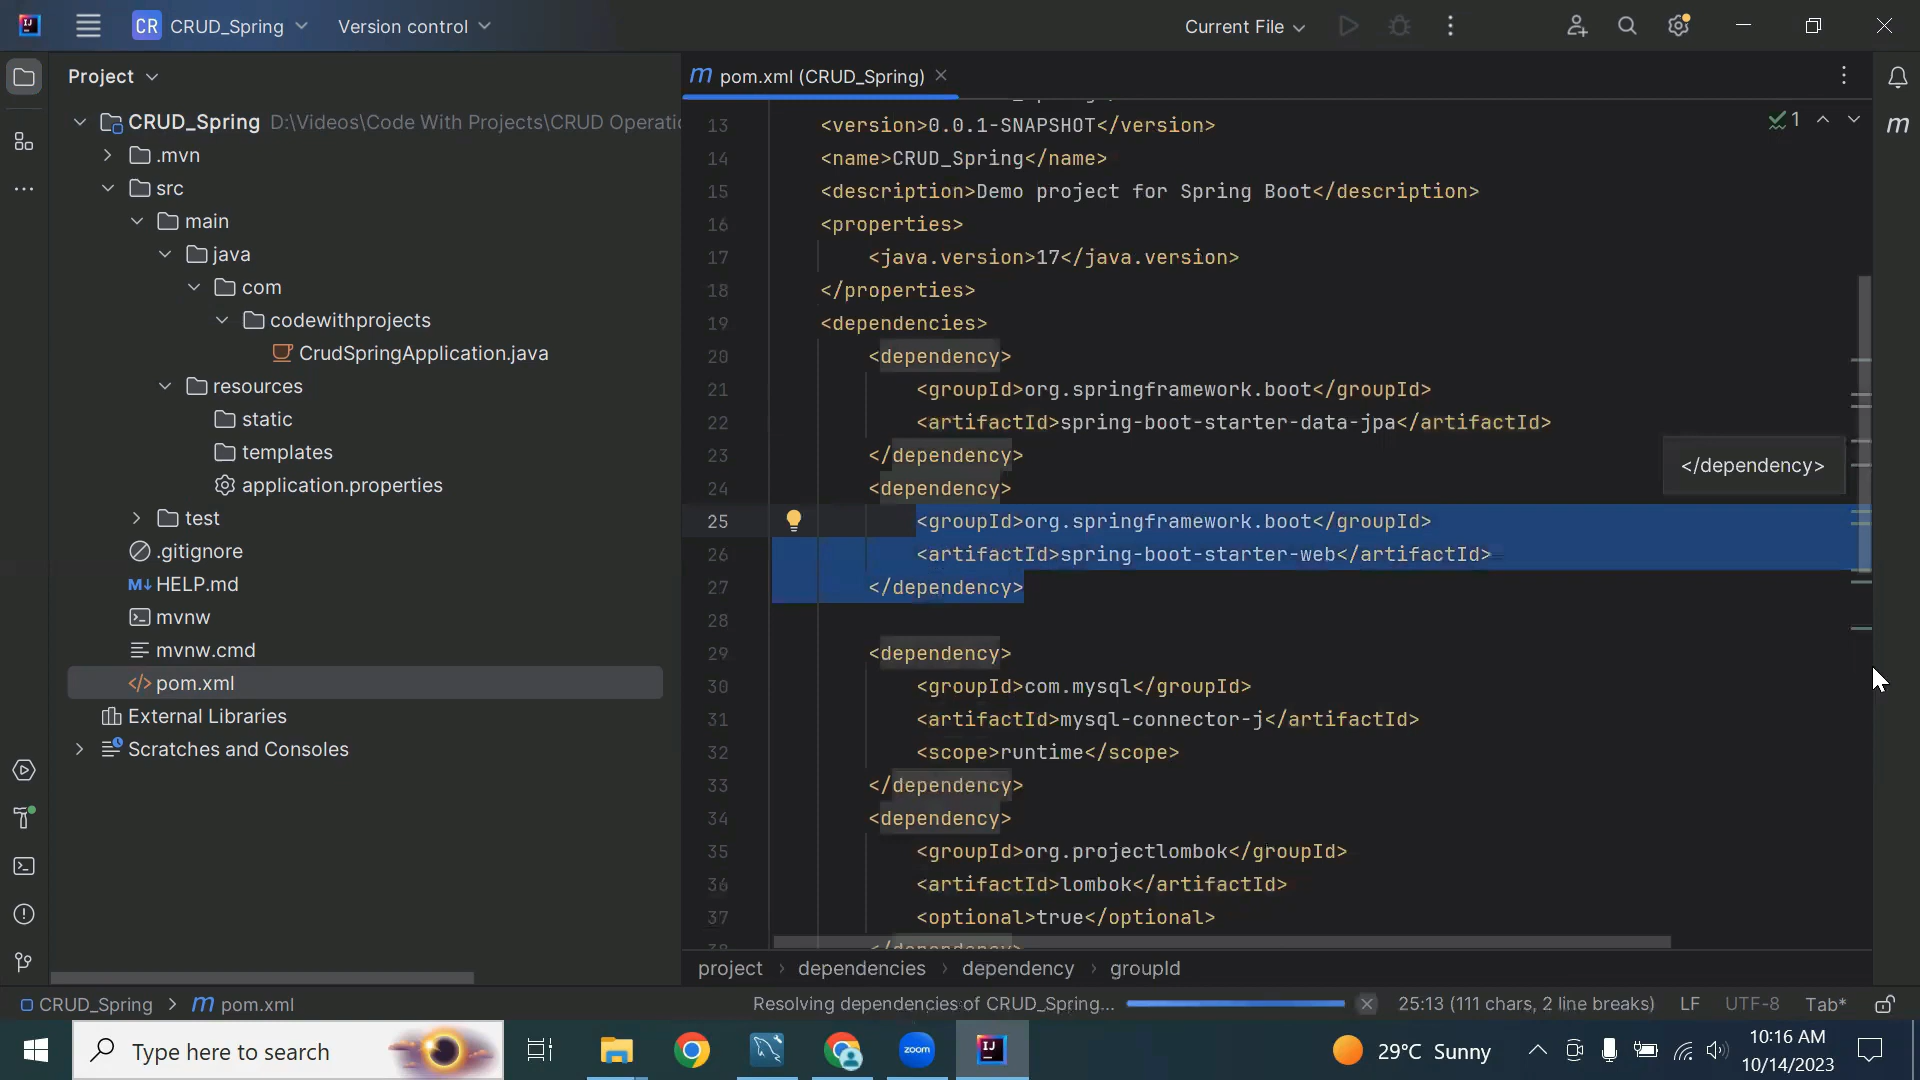 CR CRUD_Spring
Version control
Current File
Project
CRUD_Spring D:\Videos\Code With Projects\CRUD Operatio
.mvn
src
main
java
com
codewithprojects
CrudSpringApplication.java
resources
static
templates
application.properties
test
.gitignore
M↓ HELP.md
mvnw
mvnw.cmd
pom.xml
External Libraries
Scratches and Consoles
m pom.xml (CRUD_Spring)
1
m
13 <version>0.0.1-SNAPSHOT</version>
14 <name>CRUD_Spring</name>
15 <description>Demo project for Spring Boot</description>
16 <properties>
17 <java.version>17</java.version>
18 </properties>
19 <dependencies>
20 <dependency>
21 <groupId>org.springframework.boot</groupId>
22 <artifactId>spring-boot-starter-data-jpa</artifactId>
23 </dependency>
24 <dependency>
25 <groupId>org.springframework.boot</groupId>
26 <artifactId>spring-boot-starter-web</artifactId>
27 </dependency>
28
29 <dependency>
30 <groupId>com.mysql</groupId>
31 <artifactId>mysql-connector-j</artifactId>
32 <scope>runtime</scope>
33 </dependency>
34 <dependency>
35 <groupId>org.projectlombok</groupId>
36 <artifactId>lombok</artifactId>
37 <optional>true</optional>
</dependency>
project > dependencies > dependency > groupId
CRUD_Spring > m pom.xml
Resolving dependencies of CRUD_Spring...
25:13 (111 chars, 2 line breaks) LF UTF-8 Tab*
Type here to search
zoom
IJ
29°C Sunny
10:16 AM
10/14/2023